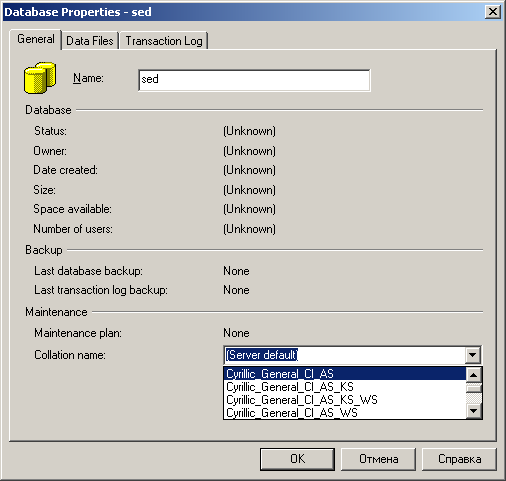 Database Properties - sed
General Data Files Transaction Log
Name: sed
Database
Status: (Unknown)
Owner: (Unknown)
Date created: (Unknown)
Size: (Unknown)
Space available: (Unknown)
Number of users: (Unknown)
Backup
Last database backup: None
Last transaction log backup: None
Maintenance
Maintenance plan: None
Collation name: (Server default)
Cyrillic_General_CI_AS
Cyrillic_General_CI_AS_KS
Cyrillic_General_CI_AS_KS_WS
Cyrillic_General_CI_AS_WS
OK Отмена Справка